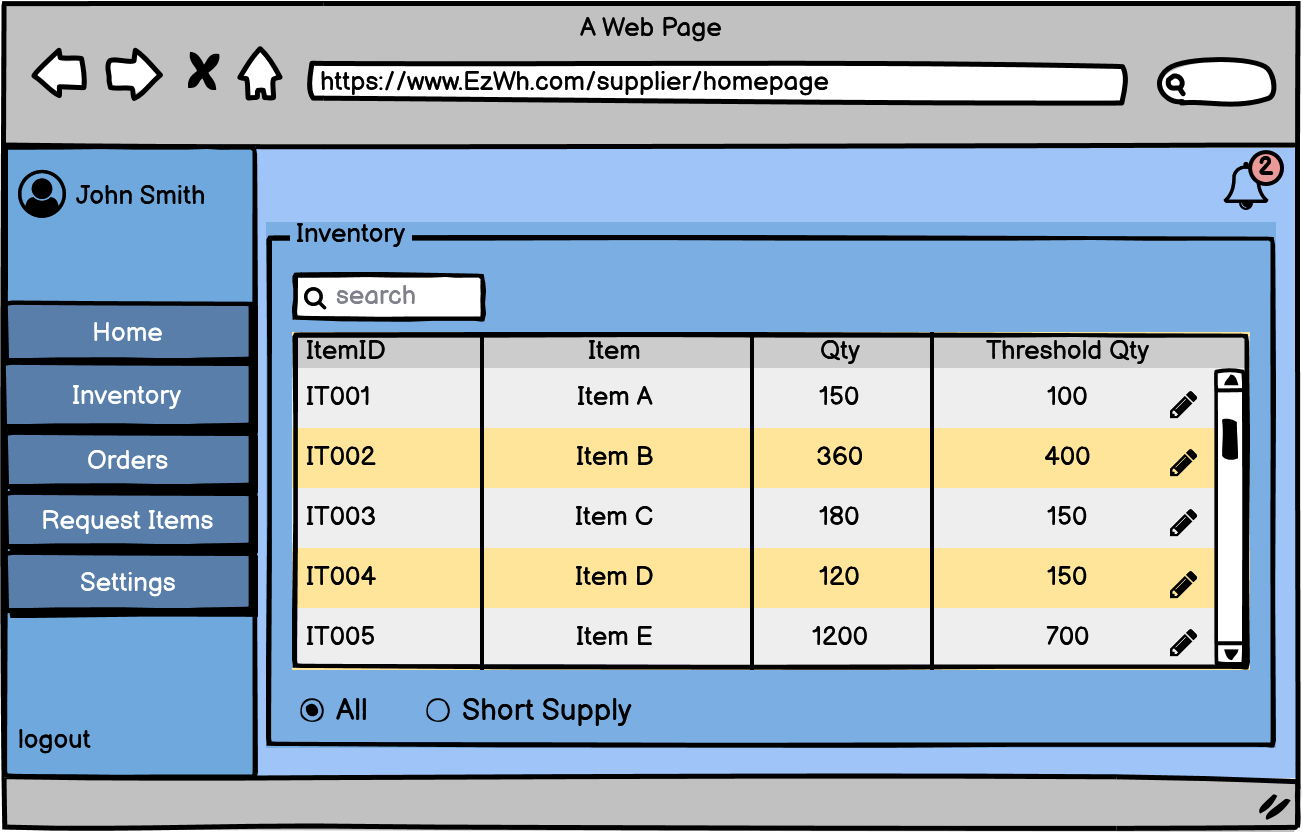 A Web Page
https://www.EzWh.com/supplier/homepage
2
John Smith
Home
Inventory
Orders
Request Items
Settings
logout
Inventory
search
ItemID Item Qty Threshold Qty
IT001 Item A 150 100
IT002 Item B 360 400
IT003 Item C 180 150
IT004 Item D 120 150
IT005 Item E 1200 700
All Short Supply